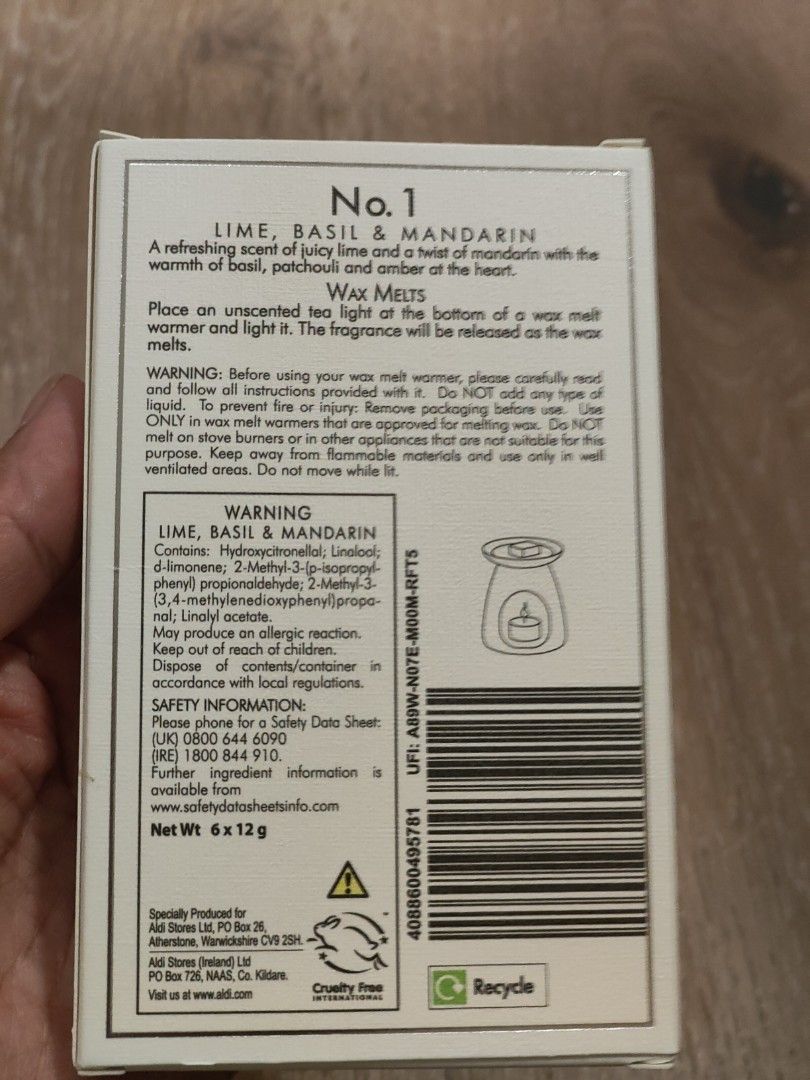 No. 1
LIME, BASIL & MANDARIN
A refreshing scent of juicy lime and a twist of mandarin with the
warmth of basil, patchouli and amber at the heart.
WAX MELTS
Place an unscented tea light at the bottom of a wax melt
warmer and light it. The fragrance will be released as the wax
melts.
WARNING: Before using your wax melt warmer, please carefully read
and follow all instructions provided with it. Do NOT add any type of
liquid. To prevent fire or injury: Remove packaging before use. Use
ONLY in wax melt warmers that are approved for melting wax. Do NOT
melt on stove burners or in other appliances that are not suitable for this
purpose. Keep away from flammable materials and use only in well
ventilated areas. Do not move while lit.
WARNING
LIME, BASIL & MANDARIN
Contains: Hydroxycitronellal; Linalool;
d-limonene; 2-Methyl-3-(p-isopropyl-
phenyl) propionaldehyde; 2-Methyl-3-
(3,4-methylenedioxyphenyl)propa-
nal; Linalyl acetate.
May produce an allergic reaction.
Keep out of reach of children.
Dispose of contents/container in
accordance with local regulations.
SAFETY INFORMATION:
Please phone for a Safety Data Sheet:
(UK) 0800 644 6090
(IRE) 1800 844 910.
Further ingredient information is
available from
www.safetydatasheetsinfo.com
Net Wt 6 x 12 g
Specially Produced for
Aldi Stores Ltd, PO Box 26,
Atherstone, Warwickshire CV9 2SH.
Aldi Stores (Ireland) Ltd
PO Box 726, NAAS, Co. Kildare.
Visit us at www.aldi.com
Cruelty Free
INTERNATIONAL
UFI: A89W-N07E-M00M-RFT5
4088600495781
Recycle